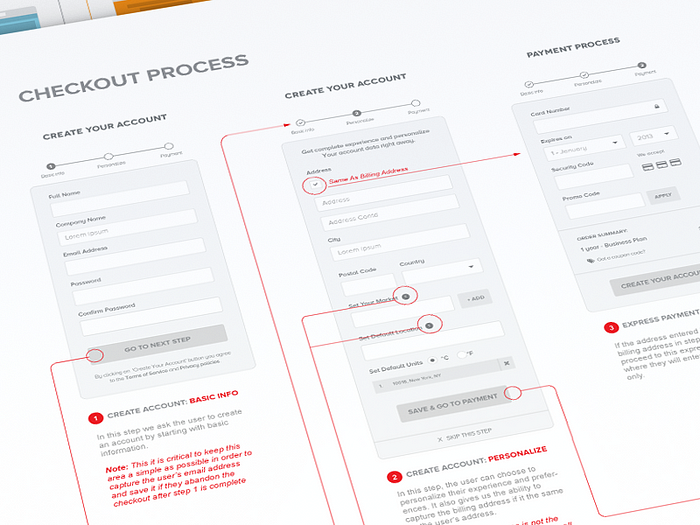 CHECKOUT PROCESS
CREATE YOUR ACCOUNT
1
Basic info
Personalize
Payment
Full Name
Company Name
Lorem ipsum
Email Address
Password
Confirm Password
GO TO NEXT STEP
By clicking on 'Create Your Account' button you agree
to the Terms of Service and Privacy policies
1 CREATE ACCOUNT: BASIC INFO
In this step we ask the user to create
an account by starting with basic
information.
Note: This it is critical to keep this
area a simple as possible in order to
capture the user's email address
and save it if they abandon the
checkout after step 1 is complete
CREATE YOUR ACCOUNT
Basic info
Personalize
Payment
Get complete experience and personalize
Your account data right away.
Address
Same As Billing Address
Address
Address Contd
City
Lorem ipsum
Postal Code
Country
Set Your Market
+ ADD
Set Default Location
Set Default Units
°C
°F
1 10016, New York, NY
SAVE & GO TO PAYMENT
X SKIP THIS STEP
2 CREATE ACCOUNT: PERSONALIZE
In this step, the user can choose to
personalize their experience and prefer-
ences. It also gives us the ability to
capture the billing address if it the same
the user's address.
is not the
PAYMENT PROCESS
Basic info
Personalize
3
Payment
Card Number
Expires on
1 - January
2013
Security Code
We accept
Promo Code
APPLY
ORDER SUMMARY:
1 year - Business Plan
Got a coupon code?
CREATE YOUR ACCOU
3 EXPRESS PAYMENT
If the address entered
billing address in step
proceed to this expre
where they will enter
only.